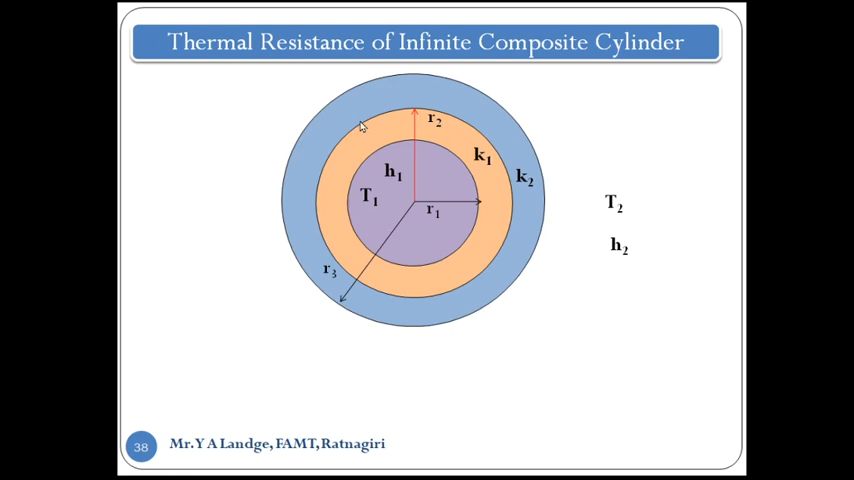 Thermal Resistance of Infinite Composite Cylinder
r₂
k₁
h₁
k₂
T₁
T₂
r₁
h₂
r₃
38
Mr. Y A Landge, FAMT, Ratnagiri